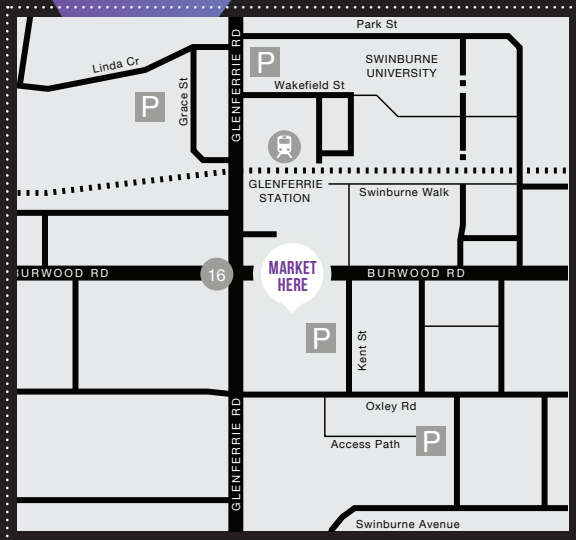 Park St
GLENFERRIE RD
P
SWINBURNE
UNIVERSITY
Linda Cr
Wakefield St
P
Grace St
GLENFERRIE
STATION
Swinburne Walk
BURWOOD RD
16
MARKET
HERE
BURWOOD RD
P
Kent St
Oxley Rd
GLENFERRIE RD
Access Path
P
Swinburne Avenue